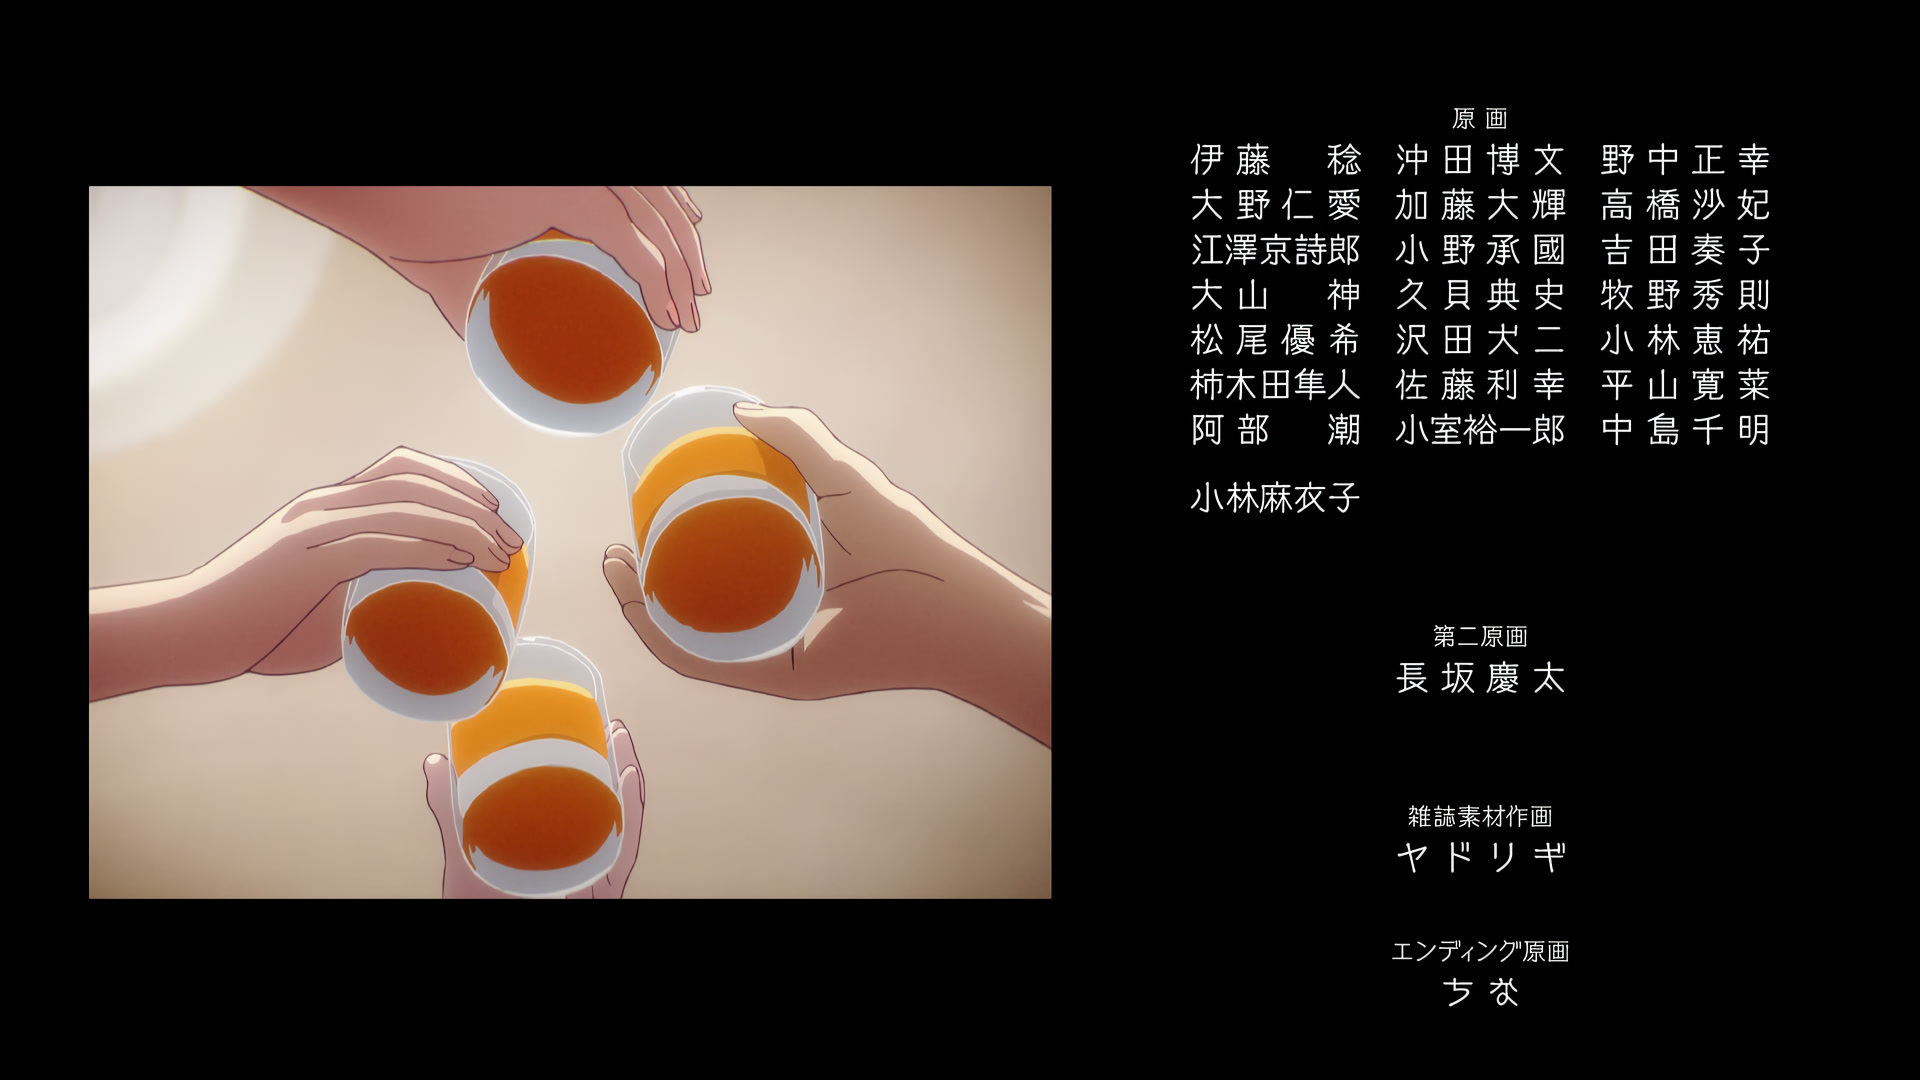 原画
伊藤 稔 沖田博文 野中正幸
大野仁愛 加藤大輝 高橋沙妃
江澤京詩郎 小野承國 吉田奏子
大山 神 久貝典史 牧野秀則
松尾優希 沢田犬二 小林恵祐
柿木田隼人 佐藤利幸 平山寛菜
阿部 潮 小室裕一郎 中島千明
小林麻衣子
第二原画
長坂慶太
雑誌素材作画
ヤドリギ
エンディング原画
ちな